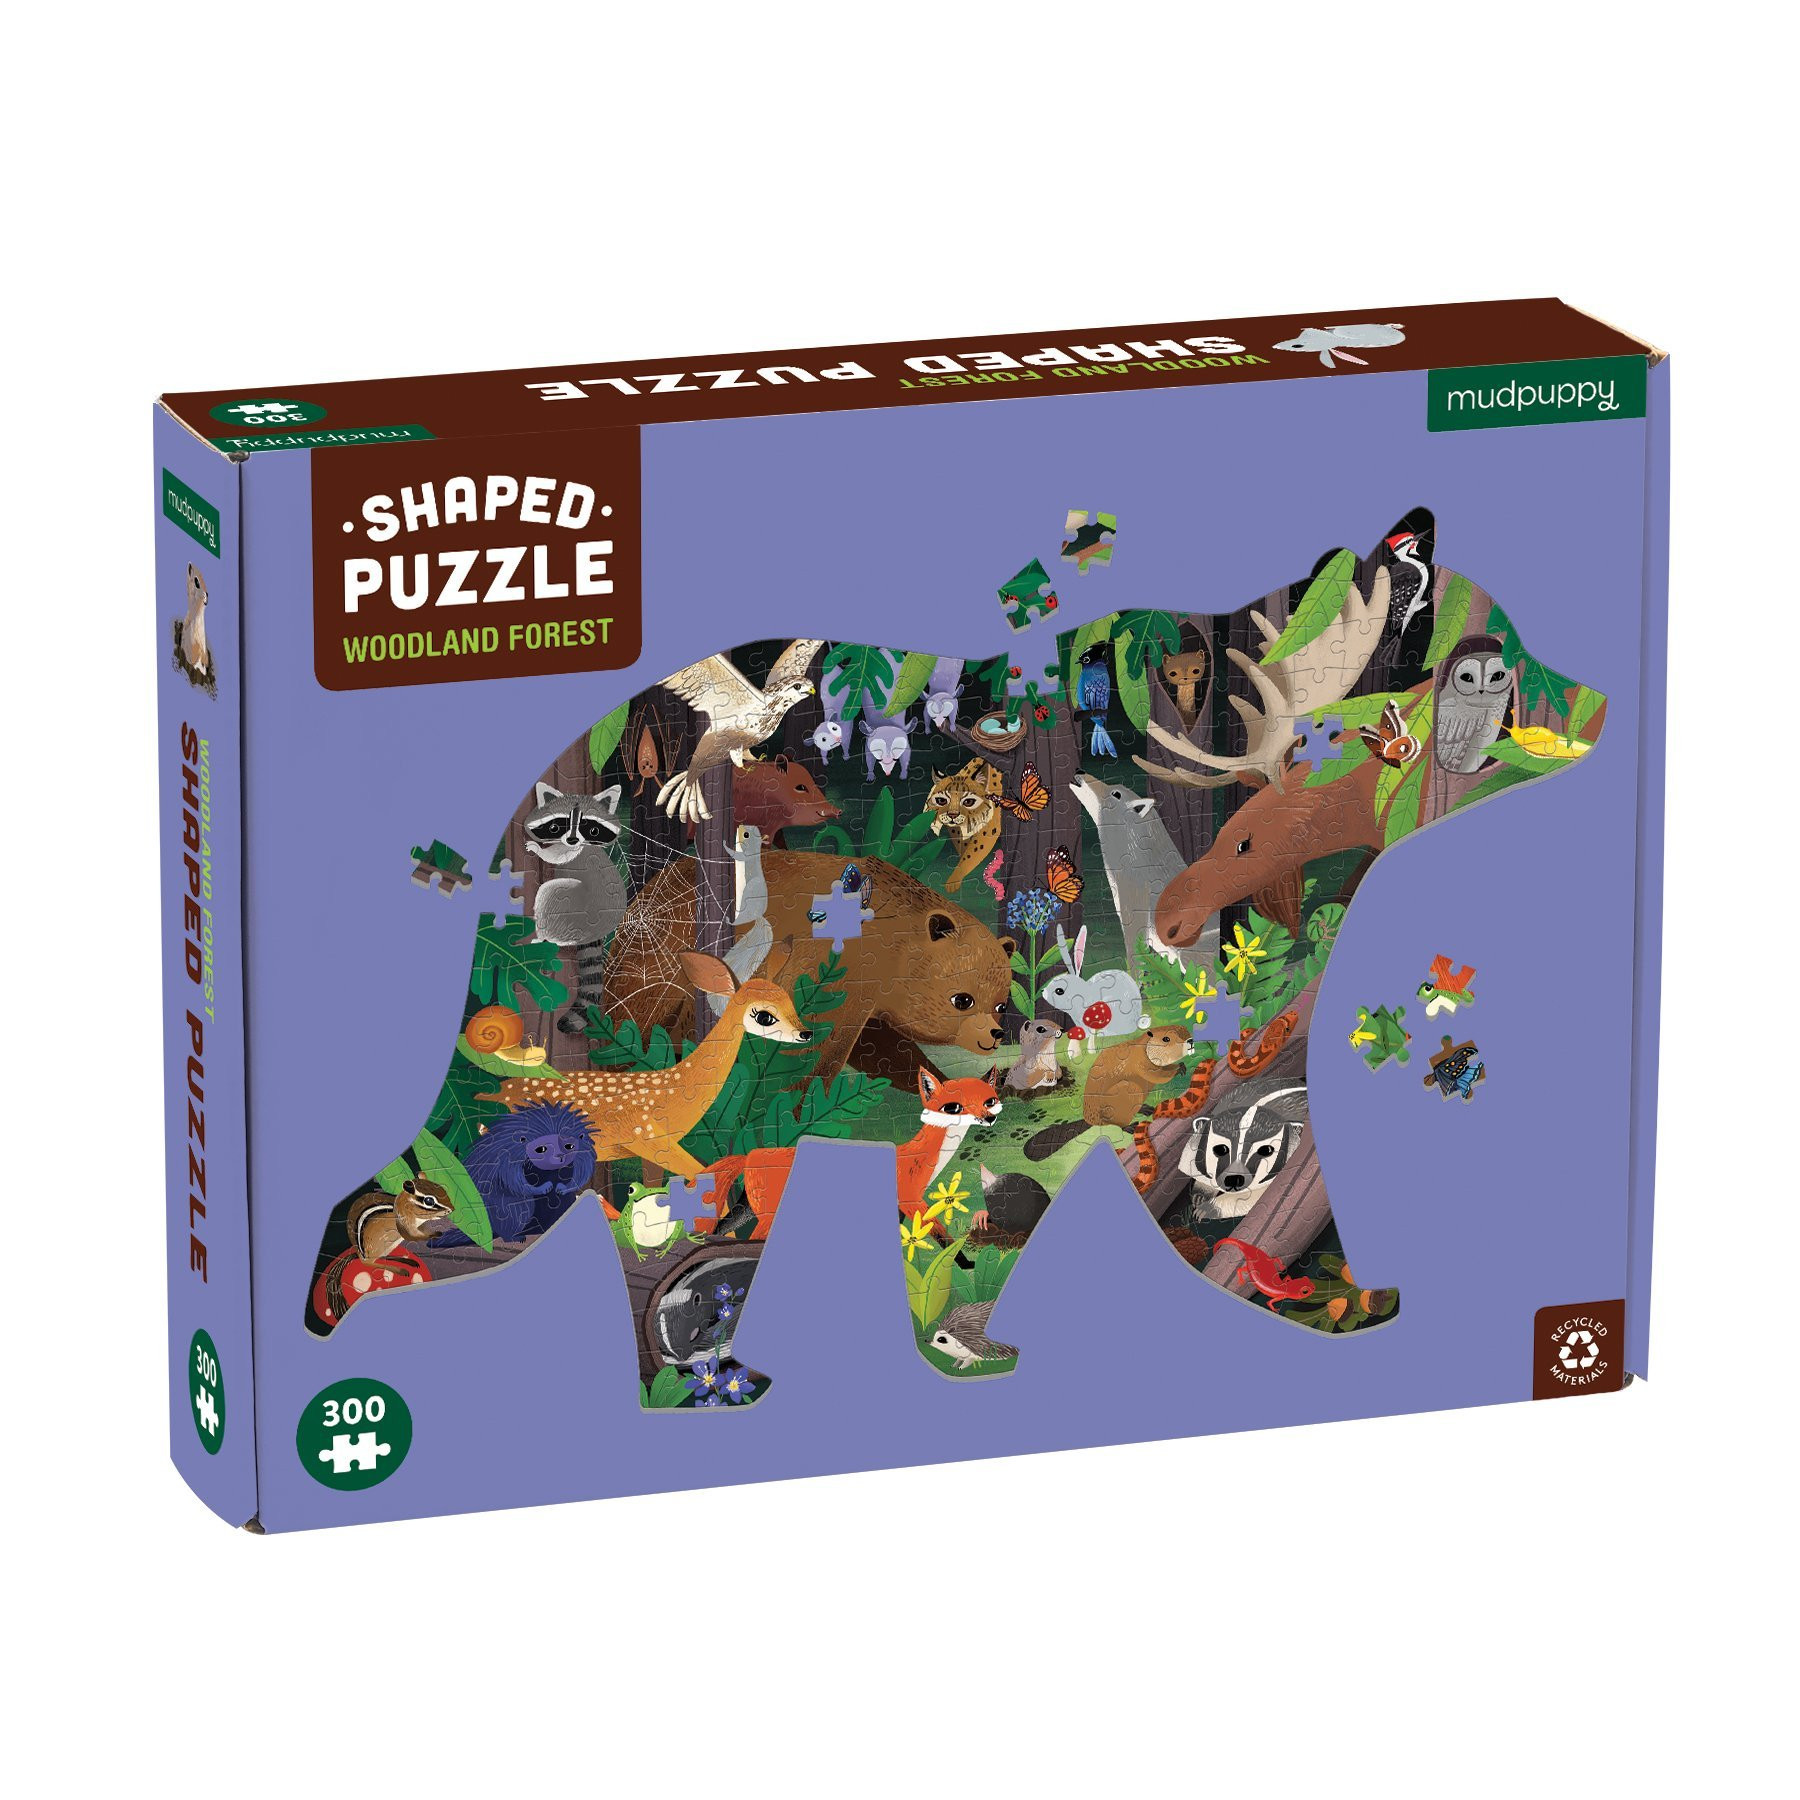 WOODLAND FOREST
SHAPED PUZZLE
300
mudpuppy
mudpuppy
·SHAPED·
PUZZLE
WOODLAND FOREST
mudpuppy
WOODLAND FOREST
SHAPED PUZZLE
300
300
RECYCLED
MATERIALS